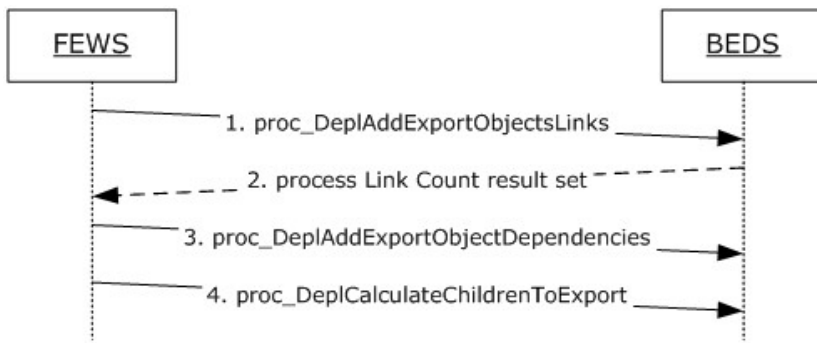 FEWS
BEDS
1. proc_DeplAddExportObjectsLinks
2. process Link Count result set
3. proc_DeplAddExportObjectDependencies
4. proc_DeplCalculateChildrenToExport